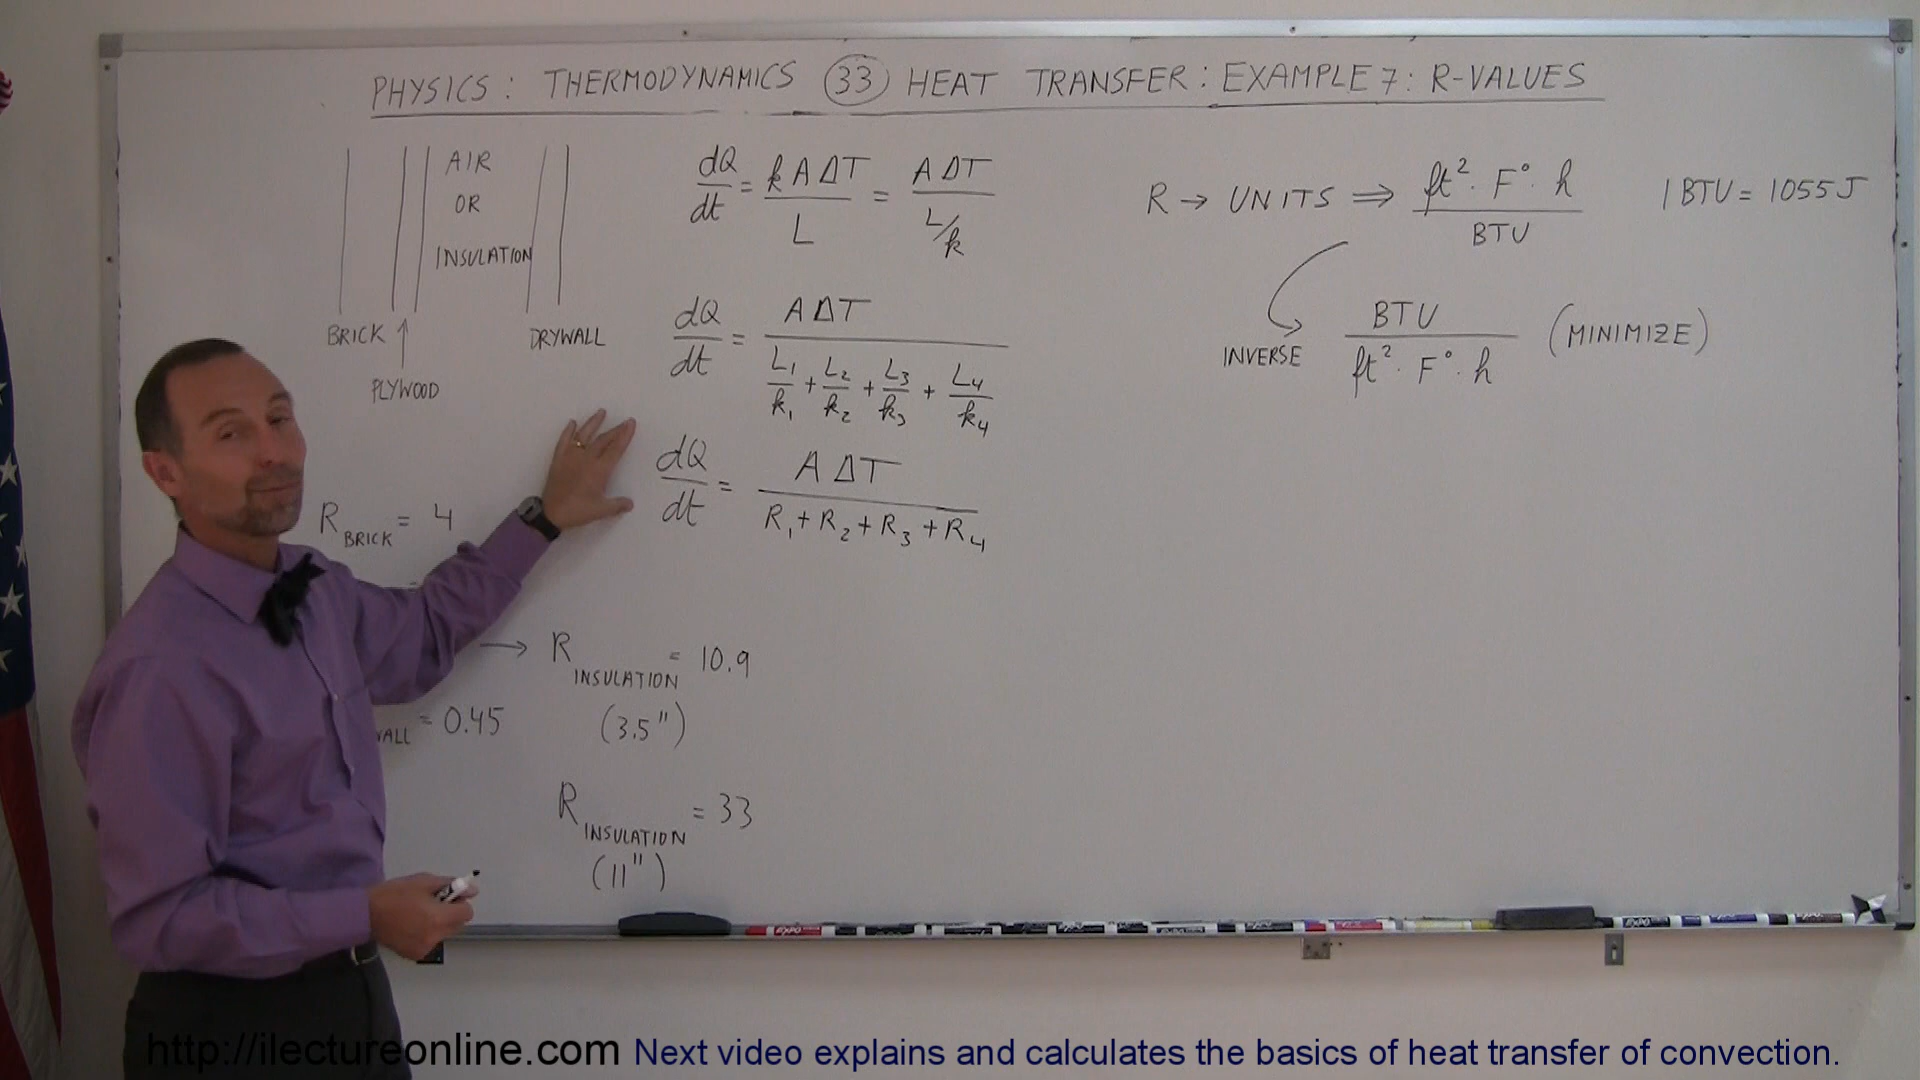 PHYSICS: THERMODYNAMICS (33) HEAT TRANSFER: EXAMPLE 7: R-VALUES
AIR
OR
INSULATION
BRICK
PLYWOOD
DRYWALL
dQ/dt = kAΔT/L = AΔT/(L/k)
dQ/dt = AΔT/(L₁/k₁ + L₂/k₂ + L₃/k₃ + L₄/k₄)
dQ/dt = AΔT/(R₁ + R₂ + R₃ + R₄)
R → UNITS ⇒ ft²·F°·h/BTU
1 BTU = 1055 J
INVERSE
BTU/ft²·F°·h (MINIMIZE)
R BRICK = 4
→ R INSULATION = 10.9
(3.5")
WALL = 0.45
R INSULATION = 33
(11")
http://ilectureonline.com Next video explains and calculates the basics of heat transfer of convection.